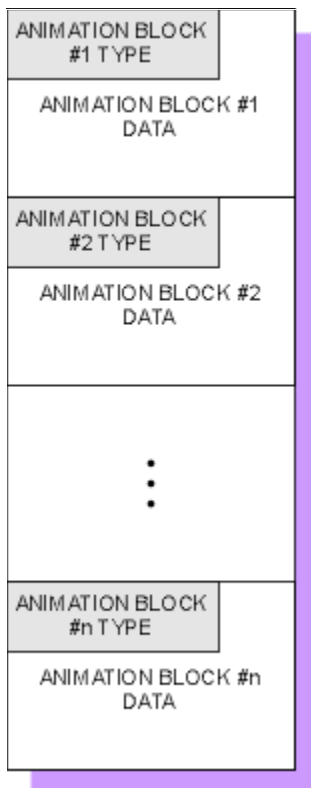 ANIMATION BLOCK
#1 TYPE
ANIMATION BLOCK #1
DATA
ANIMATION BLOCK
#2 TYPE
ANIMATION BLOCK #2
DATA
ANIMATION BLOCK
#n TYPE
ANIMATION BLOCK #n
DATA